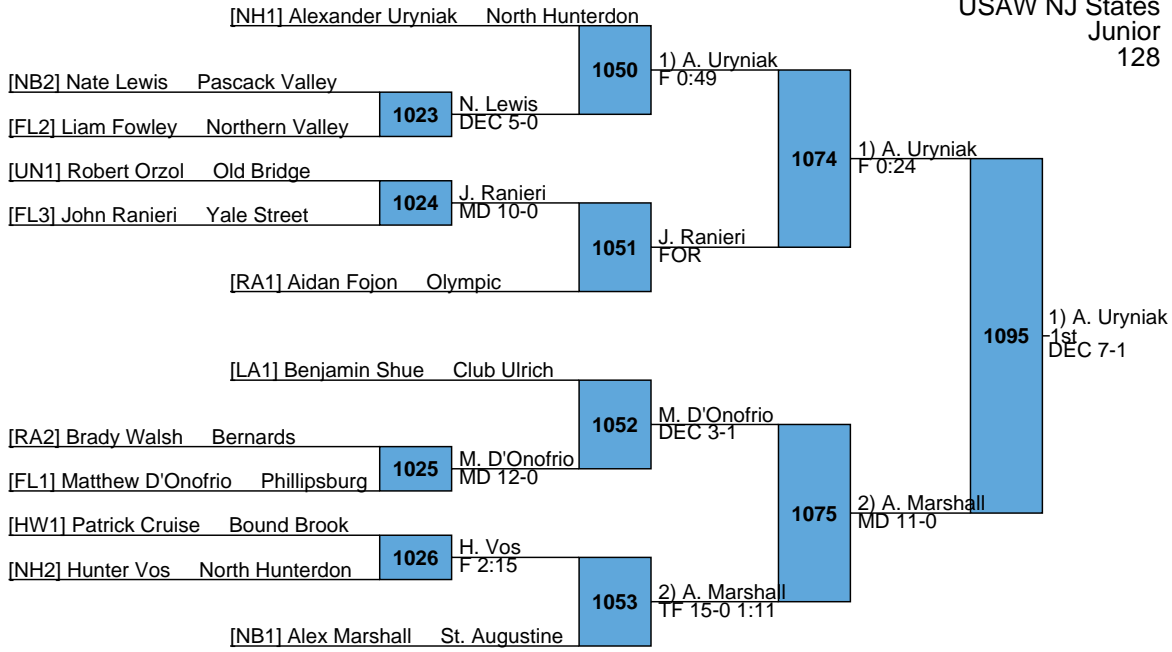 USAW NJ States
Junior
128
[NH1] Alexander Uryniak North Hunterdon
1050
1) A. Uryniak
F 0:49
[NB2] Nate Lewis Pascack Valley
1023
N. Lewis
DEC 5-0
[FL2] Liam Fowley Northern Valley
1074
1) A. Uryniak
F 0:24
[UN1] Robert Orzol Old Bridge
1024
J. Ranieri
MD 10-0
[FL3] John Ranieri Yale Street
1051
J. Ranieri
FOR
[RA1] Aidan Fojon Olympic
1095
1) A. Uryniak
1st
DEC 7-1
[LA1] Benjamin Shue Club Ulrich
1052
M. D'Onofrio
DEC 3-1
[RA2] Brady Walsh Bernards
1025
M. D'Onofrio
MD 12-0
[FL1] Matthew D'Onofrio Phillipsburg
1075
2) A. Marshall
MD 11-0
[HW1] Patrick Cruise Bound Brook
1026
H. Vos
F 2:15
[NH2] Hunter Vos North Hunterdon
1053
2) A. Marshall
TF 15-0 1:11
[NB1] Alex Marshall St. Augustine